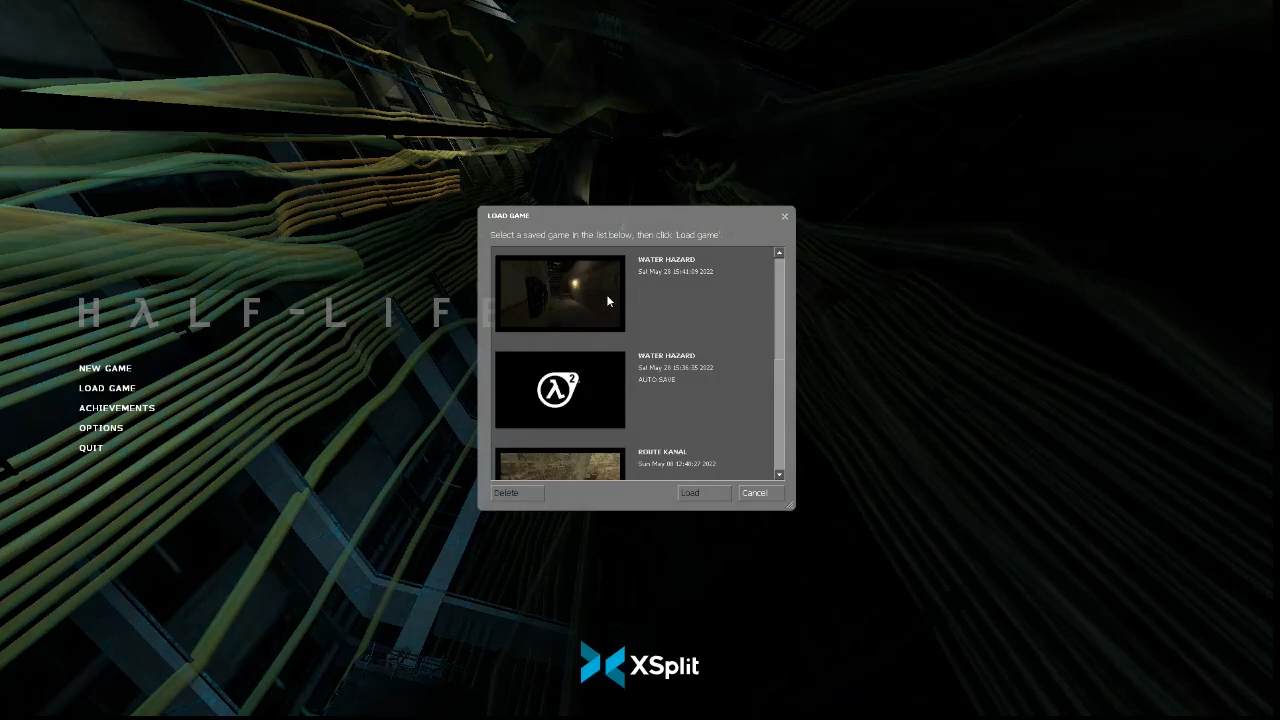 LOAD GAME
Select a saved game in the list below, then click 'Load game'.
WATER HAZARD
Sat May 28 15:41:09 2022
WATER HAZARD
Sat May 28 15:36:35 2022
AUTO SAVE
λ2
ROUTE KANAL
Sun May 08 12:48:27 2022
Delete
Load
Cancel
HλLF-LIFE
NEW GAME
LOAD GAME
ACHIEVEMENTS
OPTIONS
QUIT
XSplit